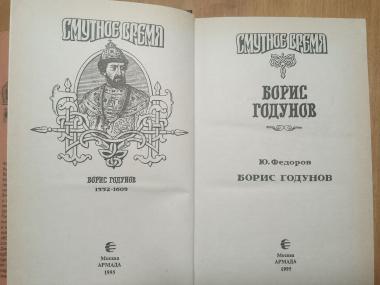 СМУТНОЕ ВРЕМЯ
БОРИС ГОДУНОВ
1552-1605
Москва
АРМАДА
1995
СМУТНОЕ ВРЕМЯ
БОРИС
ГОДУНОВ
Ю. Федоров
БОРИС ГОДУНОВ
Москва
АРМАДА
1995